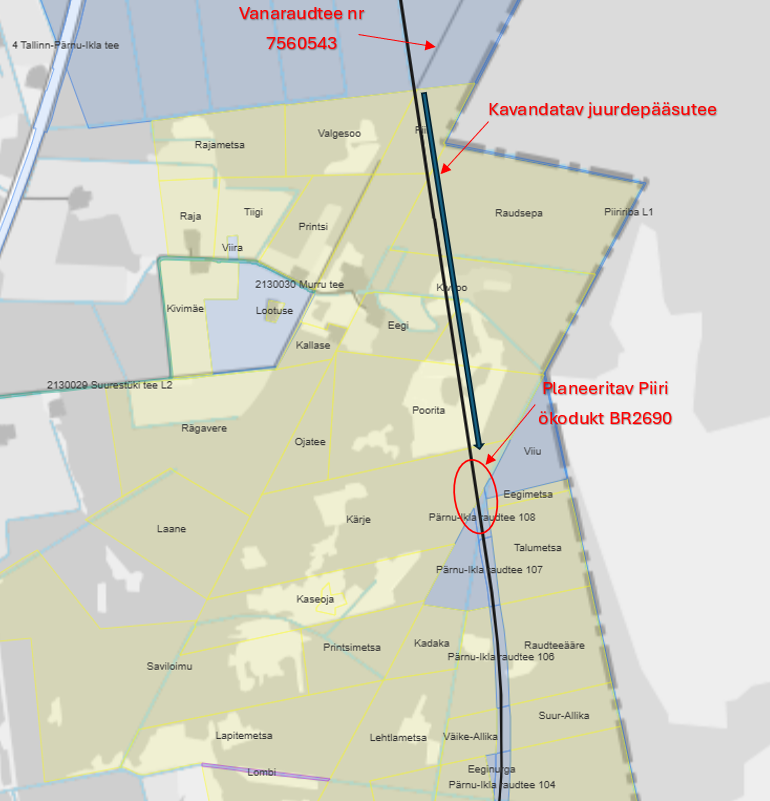 Vanaraudtee nr
7560543
4 Tallinn-Pärnu-Ikla tee
Kavandatav juurdepääsutee
Rajametsa
Valgesoo
Raja
Tiigi
Printsi
Raudsepa
Piiririba L1
Viira
2130030 Murru tee
Kivimäe
Lootuse
Eegi
Kallase
2130029 Suurestüki tee L2
Planeeritav Piiri
ökodukt BR2690
Poorita
Rägavere
Ojatee
Viiu
Eegimetsa
Laane
Kärje
Pärnu-Ikla raudtee 108
Talumetsa
Pärnu-Ikla raudtee 107
Kaseoja
Printsimetsa
Kadaka
Raudteeääre
Pärnu-Ikla raudtee 106
Saviloimu
Suur-Allika
Lapitemetsa
Lehtlametsa
Väike-Allika
Lombi
Eeginurga
Pärnu-Ikla raudtee 104